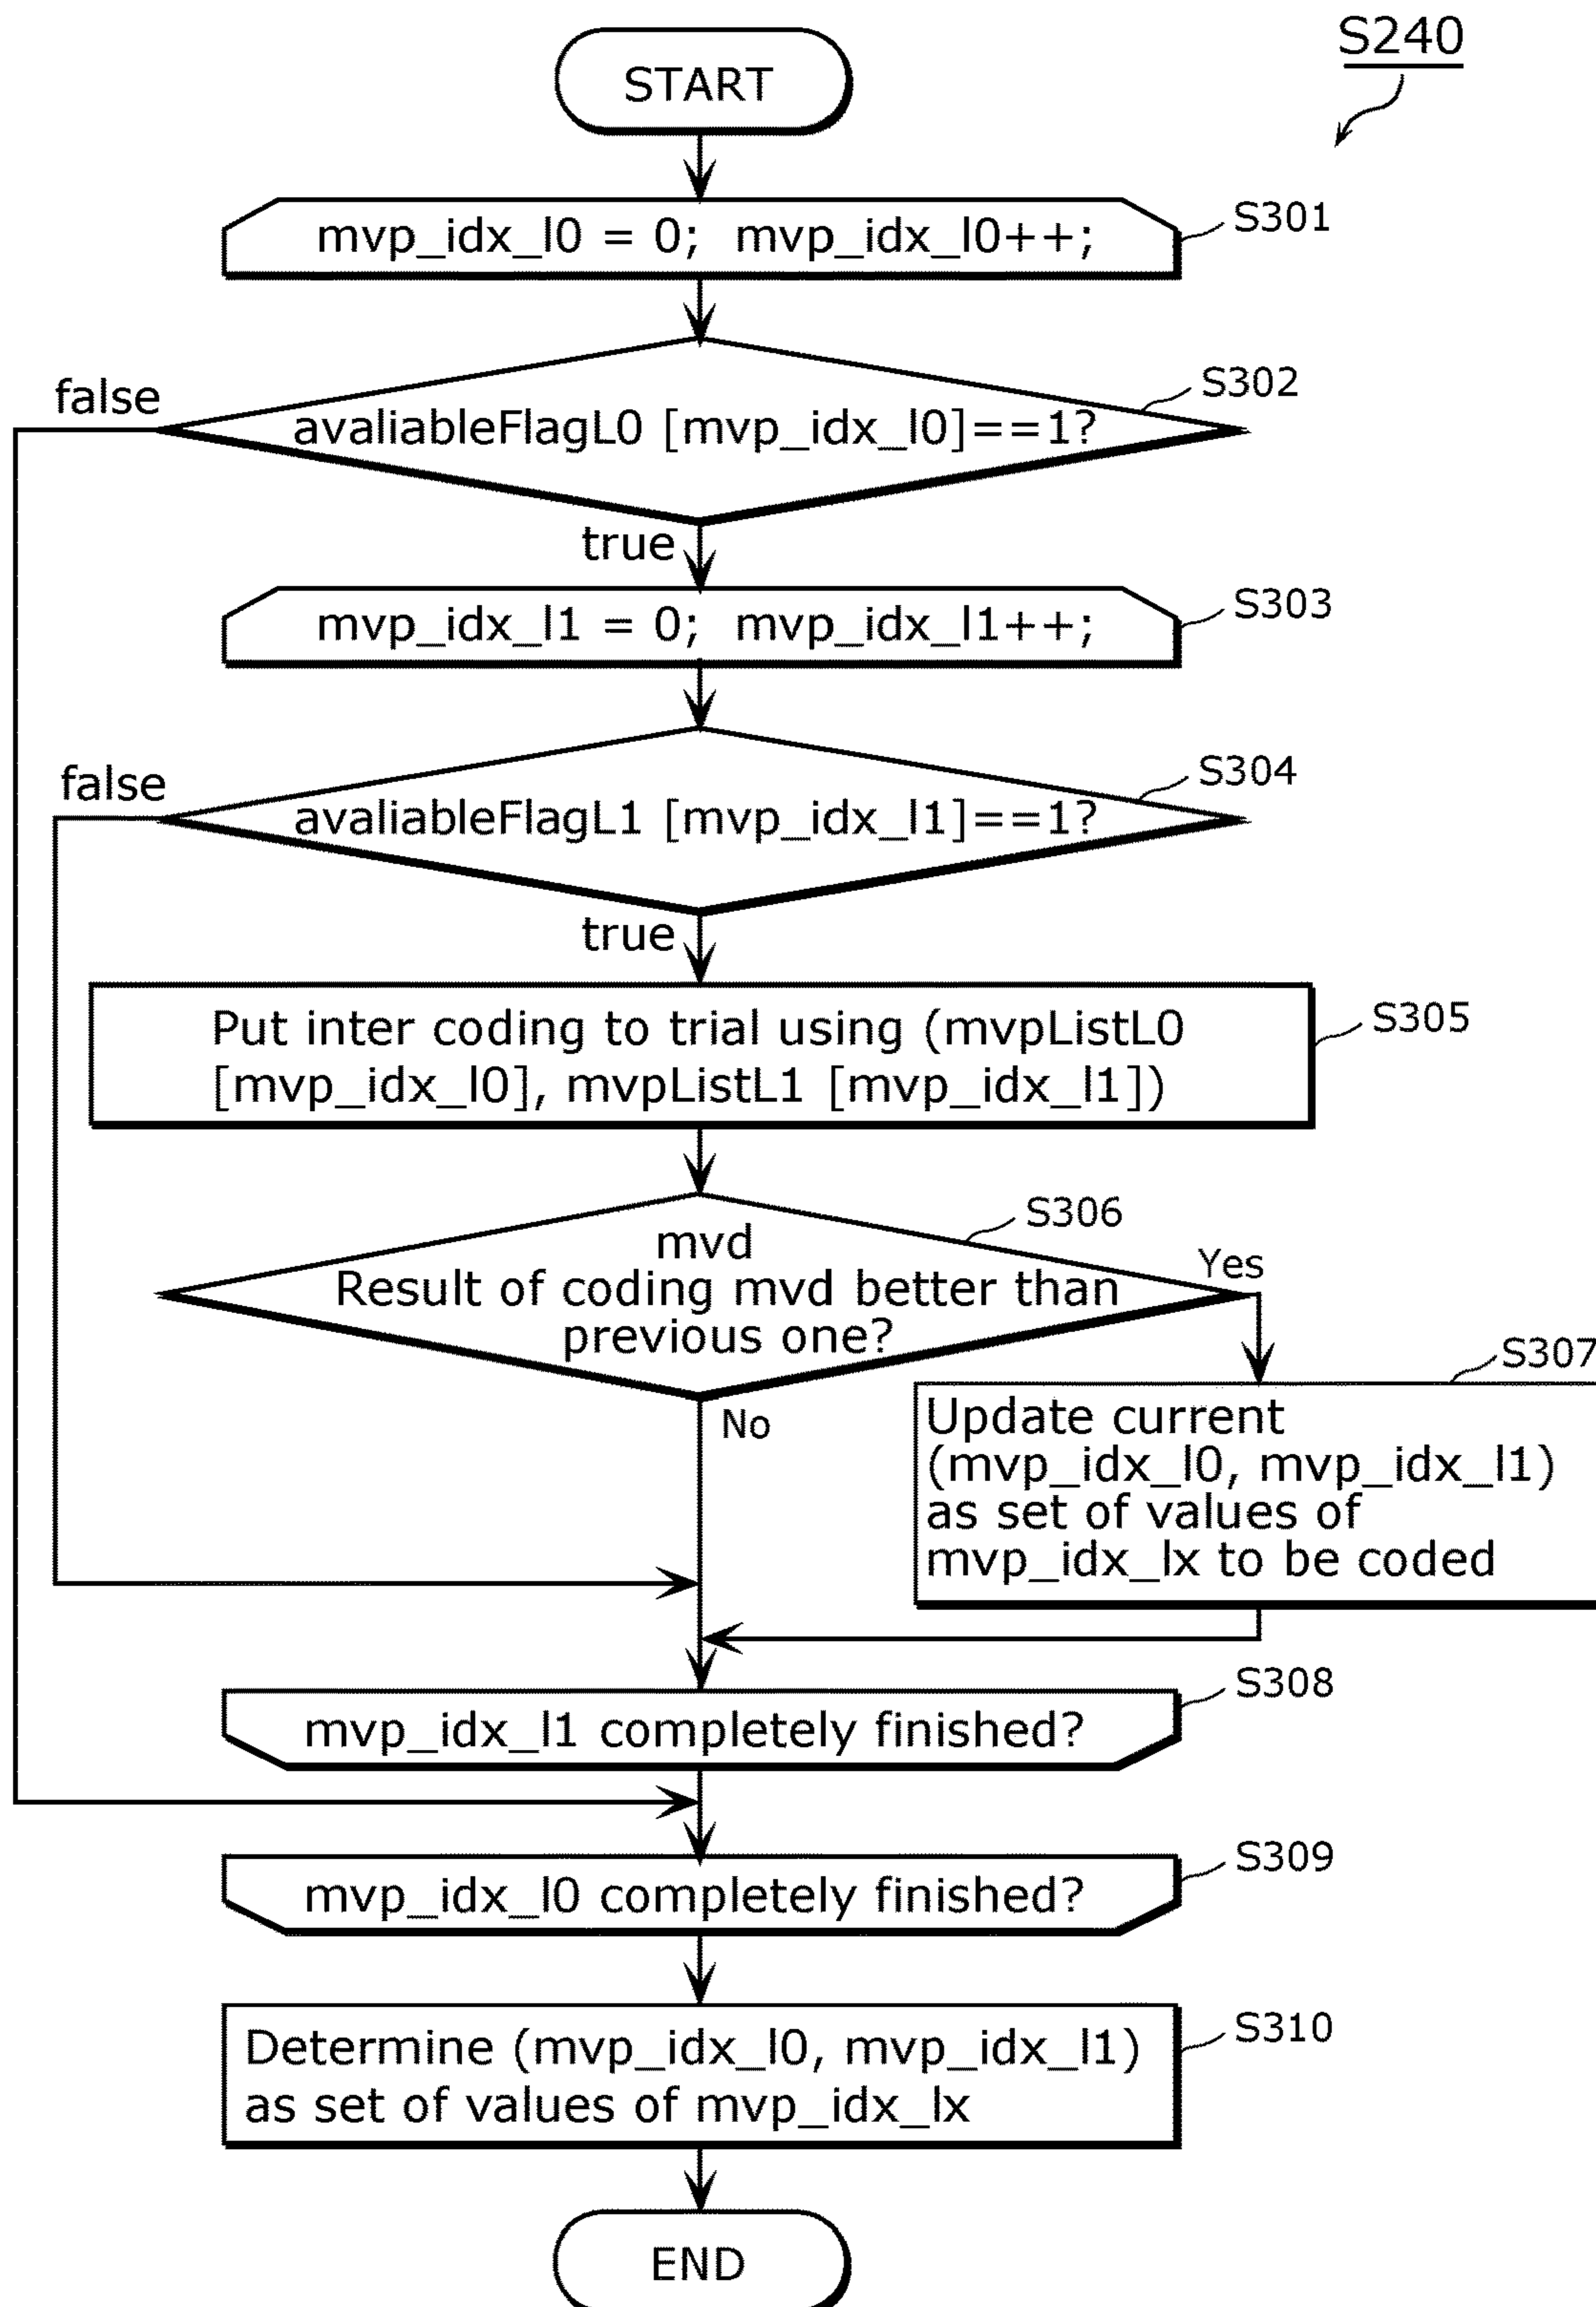 S240
START
mvp_idx_l0 = 0; mvp_idx_l0++;
S301
S302
false
avaliableFlagL0 [mvp_idx_l0]==1?
true
mvp_idx_l1 = 0; mvp_idx_l1++;
S303
S304
false
avaliableFlagL1 [mvp_idx_l1]==1?
true
Put inter coding to trial using (mvpListL0
[mvp_idx_l0], mvpListL1 [mvp_idx_l1])
S305
S306
mvd
Result of coding mvd better than
previous one?
Yes
No
S307
Update current
(mvp_idx_l0, mvp_idx_l1)
as set of values of
mvp_idx_lx to be coded
S308
mvp_idx_l1 completely finished?
S309
mvp_idx_l0 completely finished?
S310
Determine (mvp_idx_l0, mvp_idx_l1)
as set of values of mvp_idx_lx
END